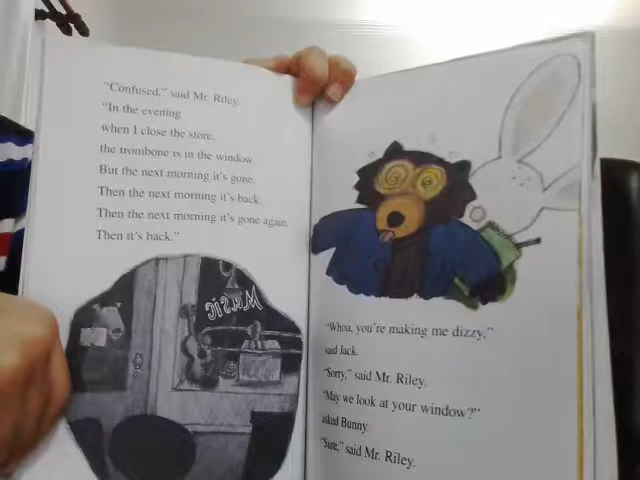 "Confused," said Mr. Riley.
"In the evening
when I close the store,
the trombone is in the window.
But the next morning it's gone.
Then the next morning it's back.
Then the next morning it's gone again.
Then it's back."
Music
"Whoa, you're making me dizzy,"
said Jack.
"Sorry," said Mr. Riley.
"May we look at your window?"
asked Bunny.
"Sure," said Mr. Riley.